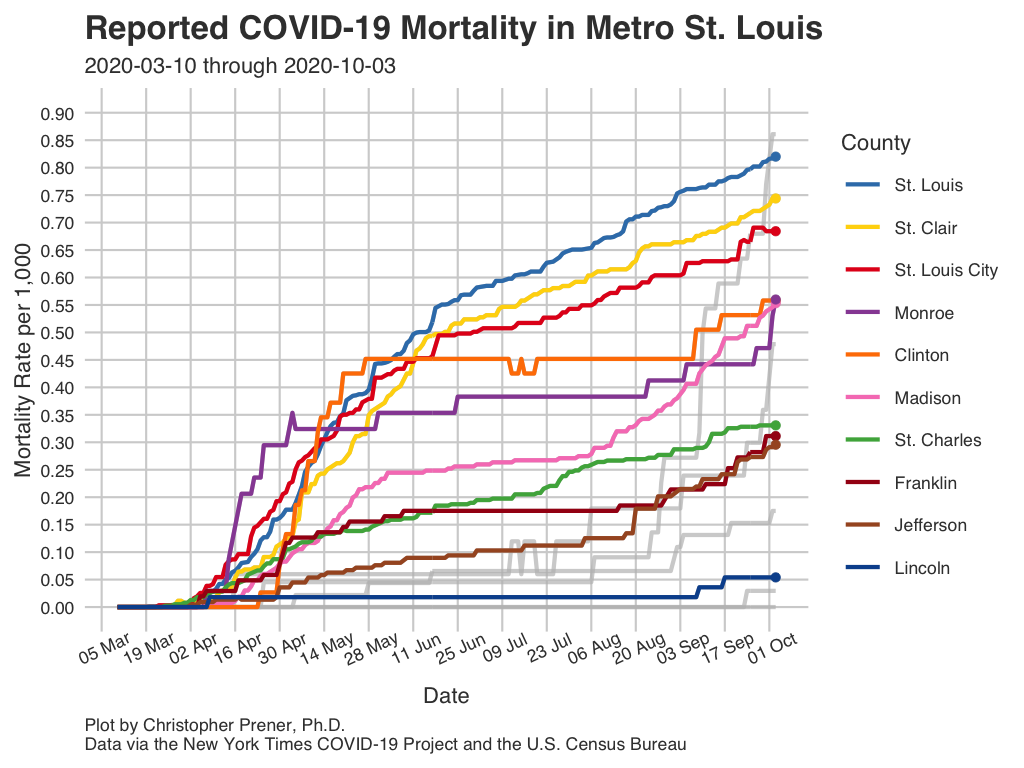 Reported COVID-19 Mortality in Metro St. Louis
2020-03-10 through 2020-10-03
Mortality Rate per 1,000
0.90
0.85
0.80
0.75
0.70
0.65
0.60
0.55
0.50
0.45
0.40
0.35
0.30
0.25
0.20
0.15
0.10
0.05
0.00
05 Mar
19 Mar
02 Apr
16 Apr
30 Apr
14 May
28 May
11 Jun
25 Jun
09 Jul
23 Jul
06 Aug
20 Aug
03 Sep
17 Sep
01 Oct
Date
County
St. Louis
St. Clair
St. Louis City
Monroe
Clinton
Madison
St. Charles
Franklin
Jefferson
Lincoln
Plot by Christopher Prener, Ph.D.
Data via the New York Times COVID-19 Project and the U.S. Census Bureau